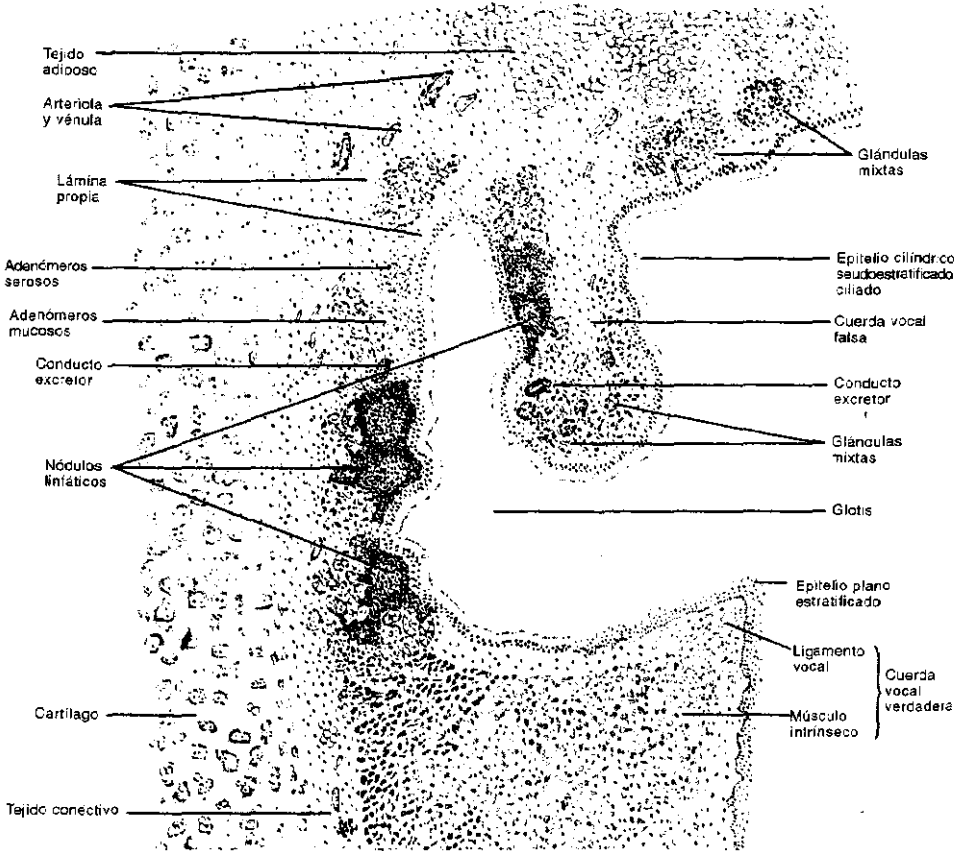 Tejido
adiposo
Arteriola
y vénula
Lámina
propia
Adenómeros
serosos
Adenómeros
mucosos
Conducto
excretor
Nódulos
linfáticos
Cartílago
Tejido conectivo
Glándulas
mixtas
Epitelio cilíndrico
seudoestratificado
ciliado
Cuerda vocal
falsa
Conducto
excretor
Glándulas
mixtas
Glotis
Epitelio plano
estratificado
Ligamento
vocal
Músculo
intrínseco
Cuerda
vocal
verdadera